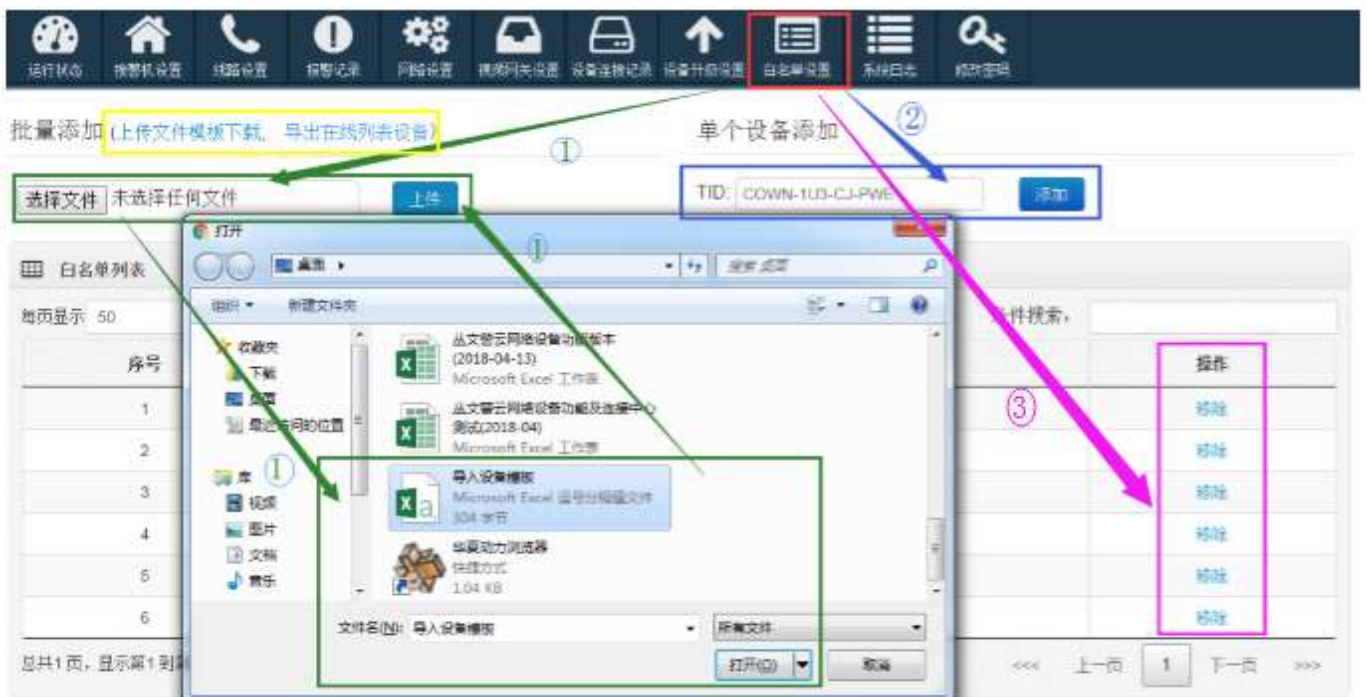 运行状态 接警机设置 线路设置 报警记录 网络设置 视频网关设置 设备连接记录 设备升级设置 白名单设置 系统日志 修改密码
批量添加 (上传文件模板下载, 导出在线列表设备)
单个设备添加
①
②
选择文件 未选择任何文件
上传
TID: COWN-1U3-CJ-PWE
添加
打开
①
白名单列表
桌面
搜索 桌面
组织 新建文件夹
每页显示 50
件搜索:
序号
操作
收藏夹
下载
桌面
最近访问的位置
丛文警云网络设备功能版本
(2018-04-13)
Microsoft Excel 工作表
丛文警云网络设备功能及连接中心
测试(2018-04)
Microsoft Excel 工作表
1 移除
2 移除
3 移除
4 移除
5 移除
6 移除
③
①
库
视频
图片
文档
音乐
导入设备模板
Microsoft Excel 逗号分隔值文件
304 字节
华夏动力浏览器
快捷方式
1.04 KB
文件名(N): 导入设备模板
所有文件
打开(O)
取消
总共1页，显示第1到
<<< 上一页 1 下一页 >>>